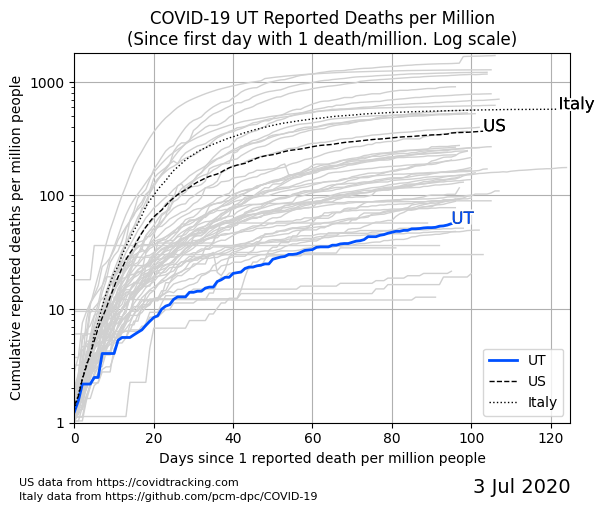 COVID-19 UT Reported Deaths per Million
(Since first day with 1 death/million. Log scale)
Cumulative reported deaths per million people
1000
100
10
1
Italy
US
UT
UT
US
Italy
0 20 40 60 80 100 120
Days since 1 reported death per million people
US data from https://covidtracking.com
Italy data from https://github.com/pcm-dpc/COVID-19
3 Jul 2020